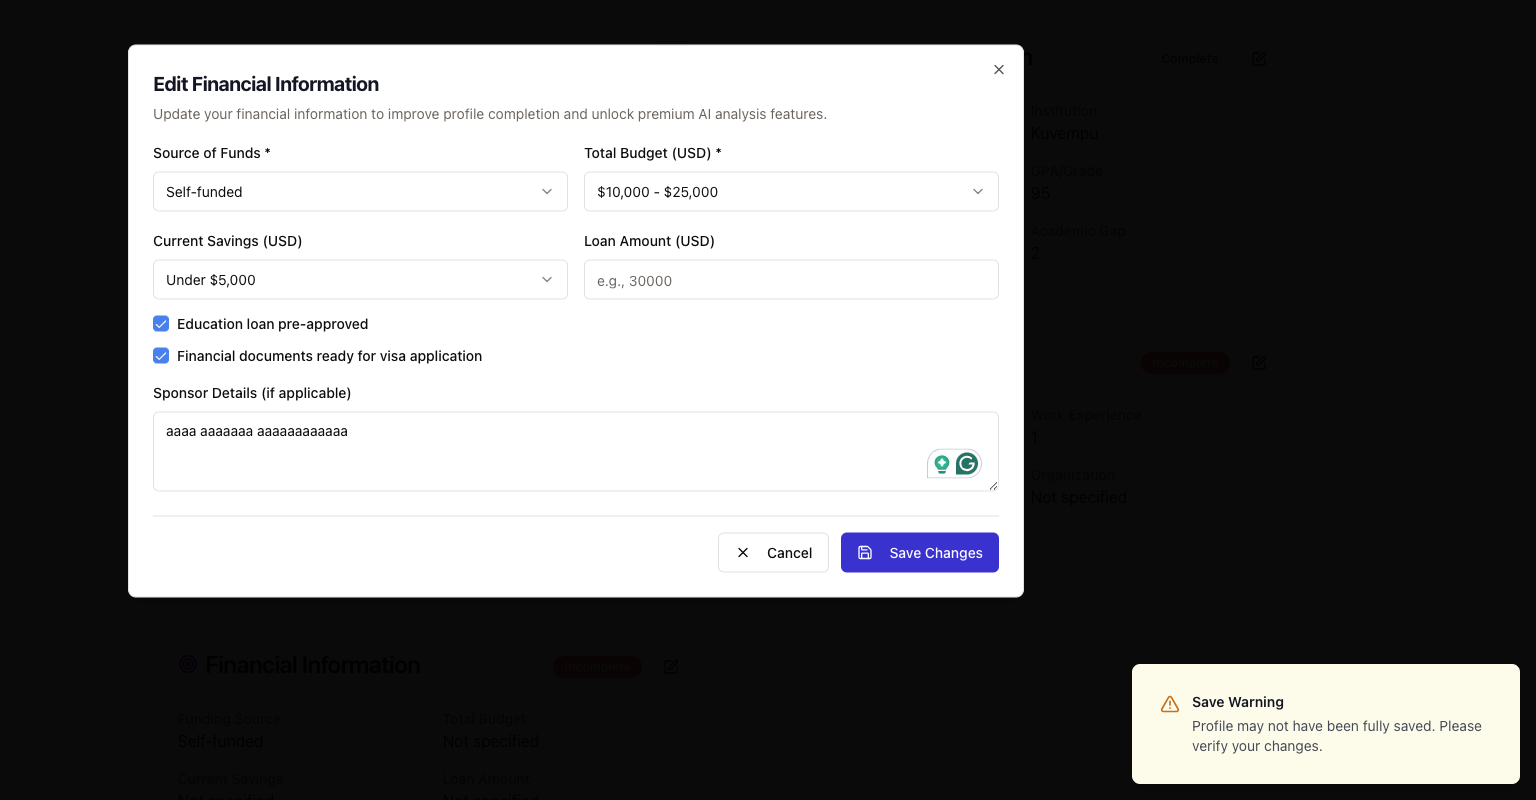 Edit Financial Information
Update your financial information to improve profile completion and unlock premium AI analysis features.
Source of Funds *
Total Budget (USD) *
Self-funded
$10,000 - $25,000
Current Savings (USD)
Loan Amount (USD)
Under $5,000
e.g., 30000
Education loan pre-approved
Financial documents ready for visa application
Sponsor Details (if applicable)
aaaa aaaaaaa aaaaaaaaaaaa
Cancel
Save Changes
Complete
Institution
Kuvempu
GPA/Grade
95
Academic Gap
2
Incomplete
Work Experience
1
Organization
Not specified
Financial Information
Incomplete
Funding Source
Total Budget
Self-funded
Not specified
Current Savings
Loan Amount
Not specified
Not specified
Save Warning
Profile may not have been fully saved. Please
verify your changes.